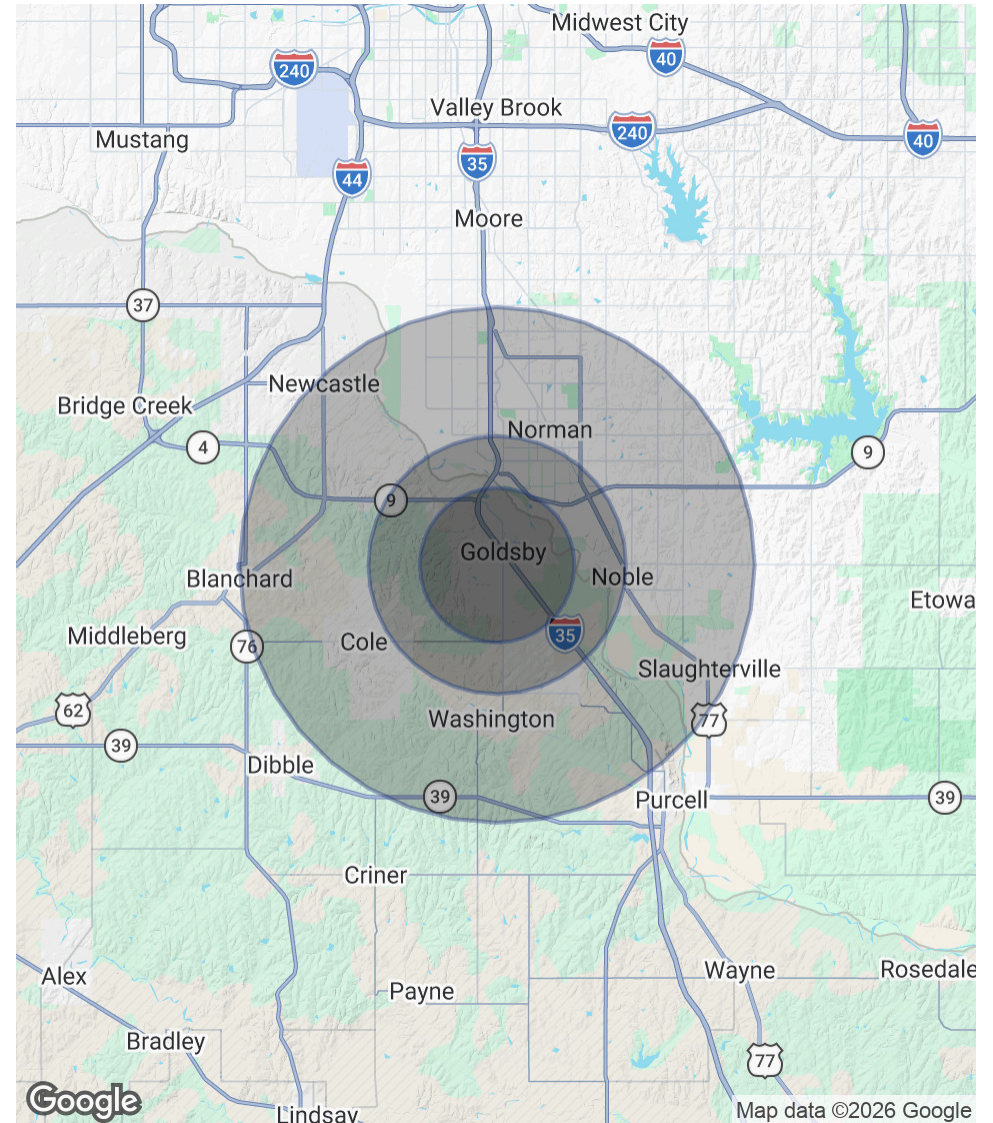 Midwest City
40
240
Valley Brook
240
40
Mustang
35
44
Moore
37
Newcastle
Bridge Creek
Norman
4
9
9
Goldsby
Blanchard
Noble
Etowa
Middleberg
Cole
35
76
Slaughterville
62
Washington
77
39
Dibble
39
Purcell
39
Criner
Alex
Payne
Wayne
Rosedale
Bradley
77
Google
Lindsay
Map data ©2026 Google